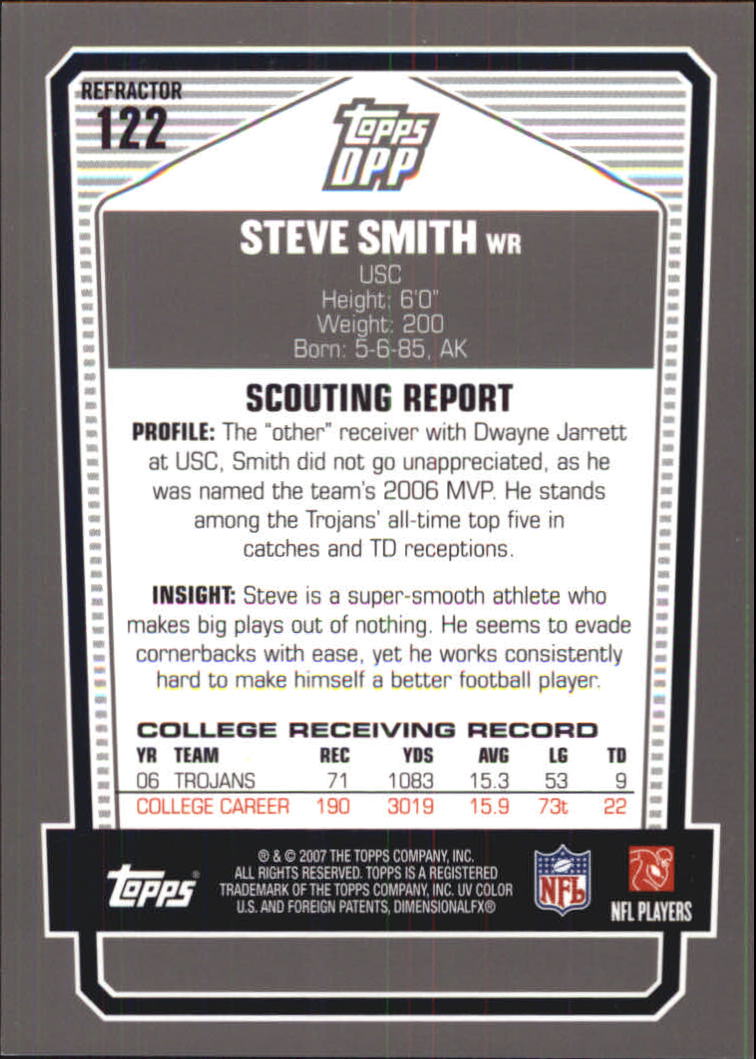 REFRACTOR
122
Topps
DPP
STEVE SMITH WR
USC
Height: 6'0"
Weight: 200
Born: 5-6-85, AK
SCOUTING REPORT
PROFILE: The "other" receiver with Dwayne Jarrett
at USC, Smith did not go unappreciated, as he
was named the team's 2006 MVP. He stands
among the Trojans' all-time top five in
catches and TD receptions.
INSIGHT: Steve is a super-smooth athlete who
makes big plays out of nothing. He seems to evade
cornerbacks with ease, yet he works consistently
hard to make himself a better football player.
COLLEGE RECEIVING RECORD
YR TEAM REC YDS AVG LG TD
06 TROJANS 71 1083 15.3 53 9
COLLEGE CAREER 190 3019 15.9 73t 22
Topps®
® & © 2007 THE TOPPS COMPANY, INC.
ALL RIGHTS RESERVED. TOPPS IS A REGISTERED
TRADEMARK OF THE TOPPS COMPANY, INC. UV COLOR
U.S. AND FOREIGN PATENTS, DIMENSIONALFX®
NFL
NFL PLAYERS